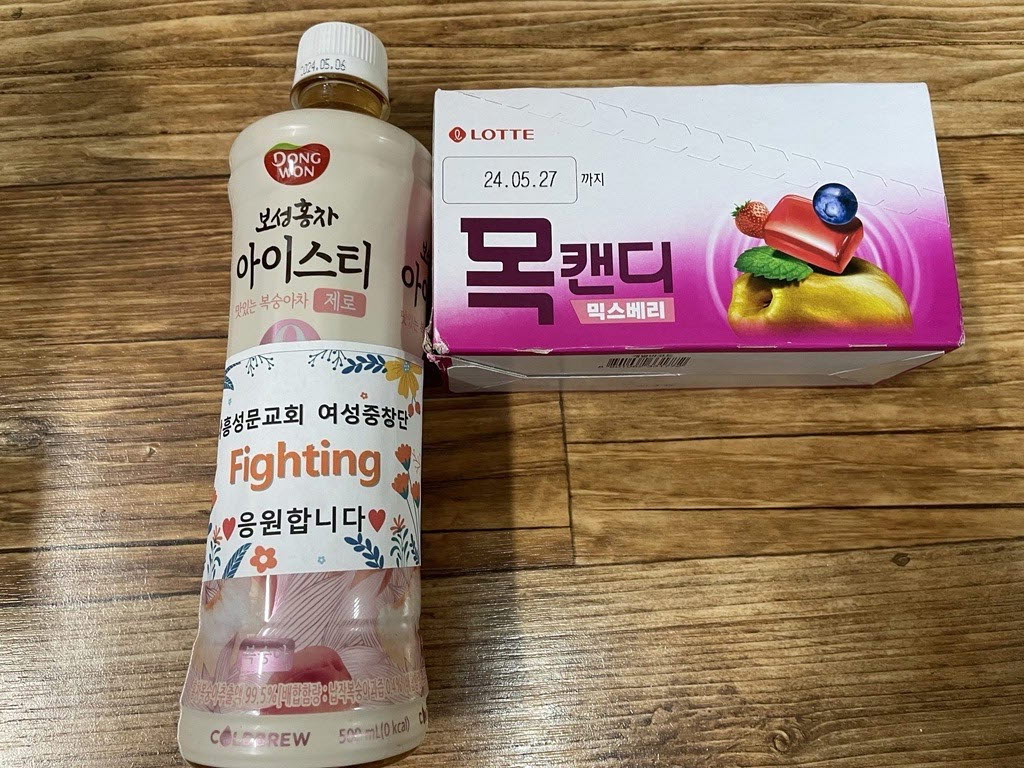 2024.05.06
DONG
WON
보성홍차
아이스티
맛있는 복숭아차 제로
흥성문교회 여성중창단
Fighting
응원합니다
COLDBREW 500 mL(0 kcal)
LOTTE
24.05.27 까지
목캔디
믹스베리